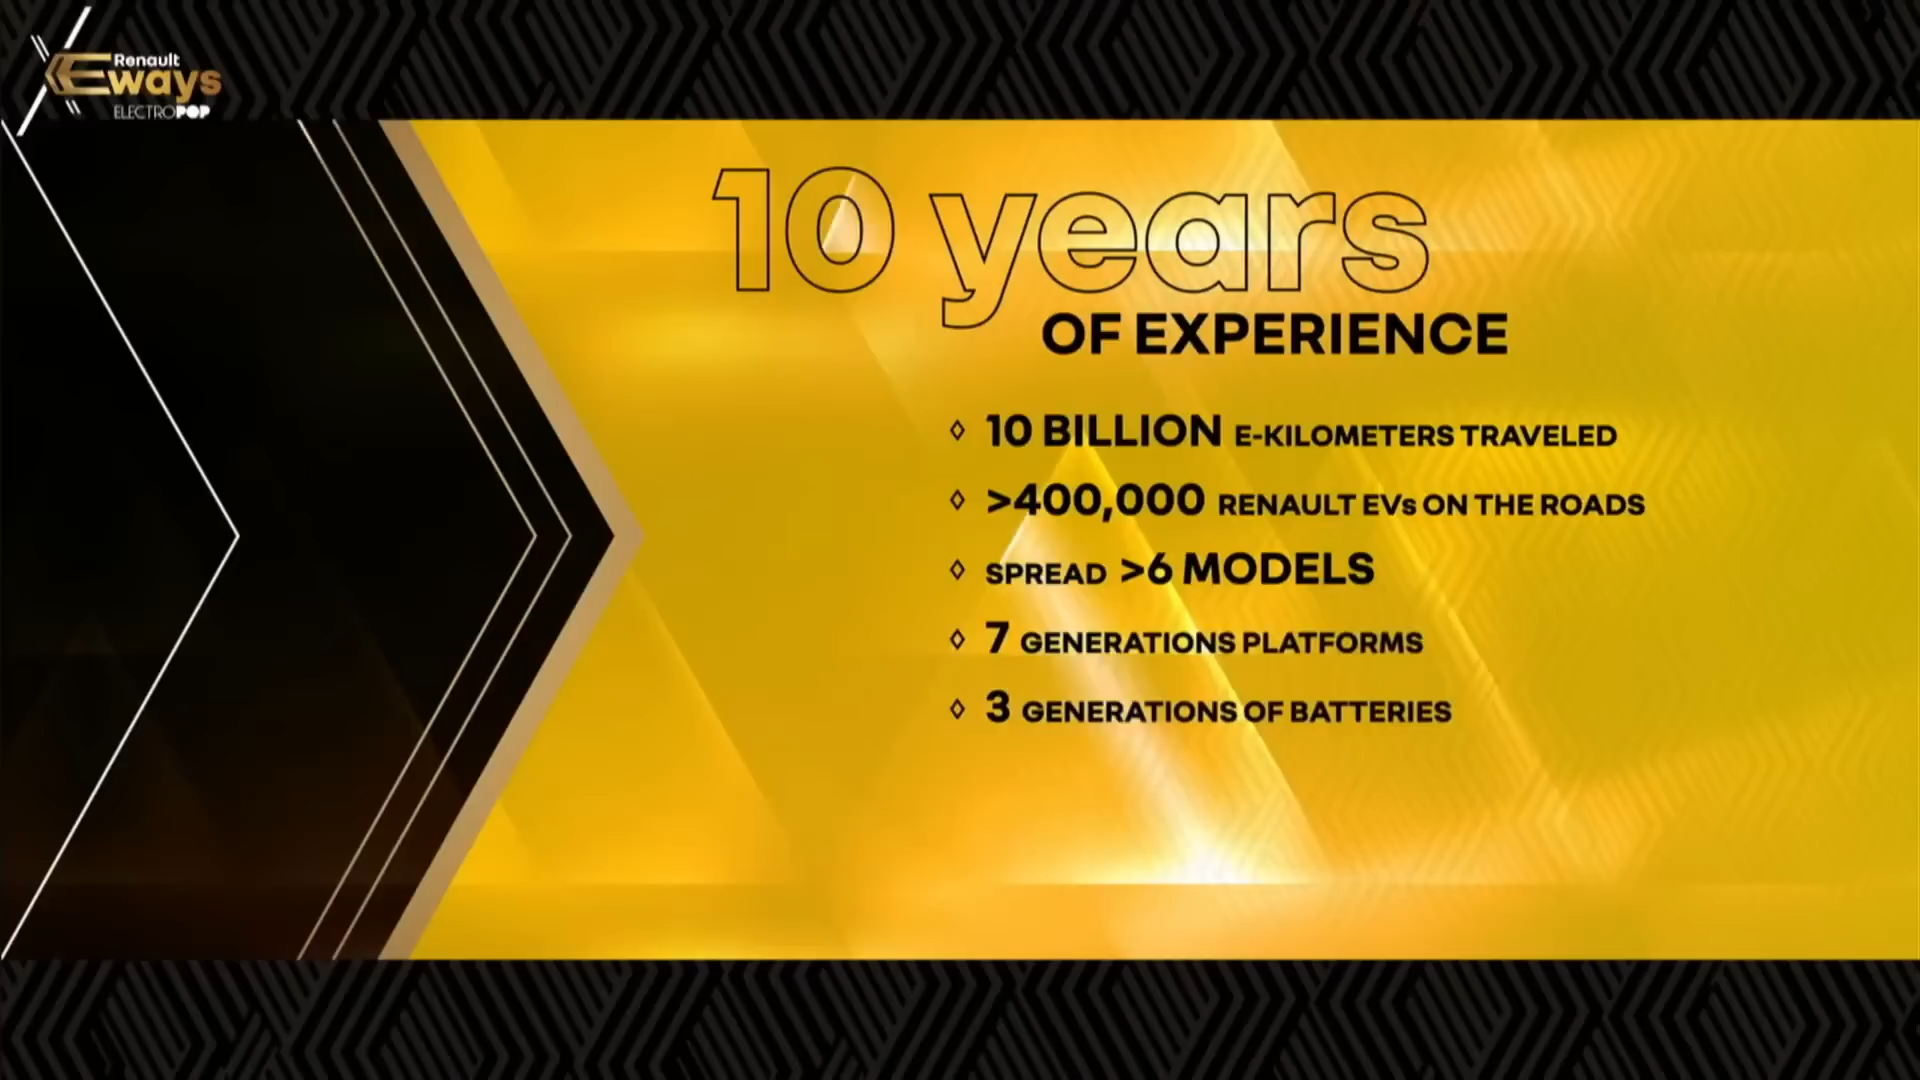 Renault
Eways
ELECTROPOP
10 years
OF EXPERIENCE
10 BILLION E-KILOMETERS TRAVELED
>400,000 RENAULT EVs ON THE ROADS
SPREAD >6 MODELS
7 GENERATIONS PLATFORMS
3 GENERATIONS OF BATTERIES